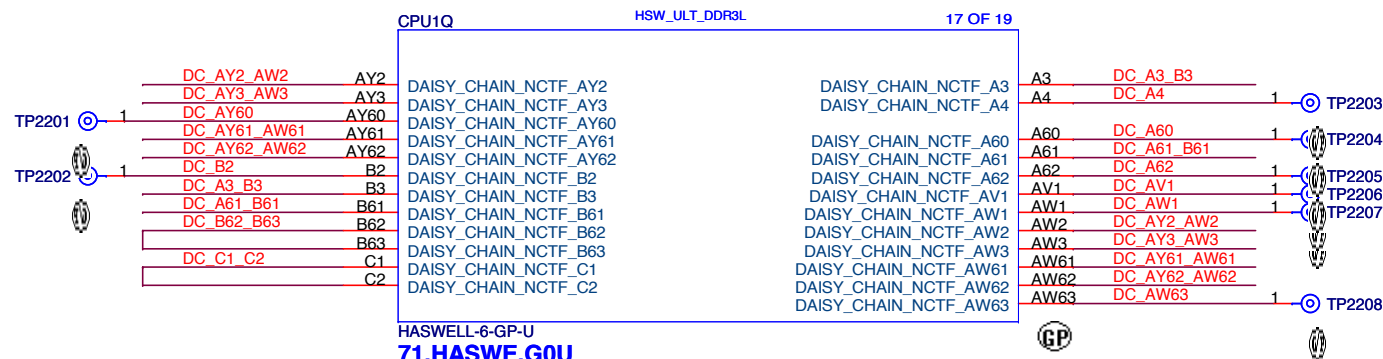 CPU1Q HSW_ULT_DDR3L 17 OF 19
DC_AY2_AW2 AY2 DAISY_CHAIN_NCTF_AY2
DC_AY3_AW3 AY3 DAISY_CHAIN_NCTF_AY3
TP2201 1 DC_AY60 AY60 DAISY_CHAIN_NCTF_AY60
DC_AY61_AW61 AY61 DAISY_CHAIN_NCTF_AY61
DC_AY62_AW62 AY62 DAISY_CHAIN_NCTF_AY62
TP2202 1 DC_B2 B2 DAISY_CHAIN_NCTF_B2
DC_A3_B3 B3 DAISY_CHAIN_NCTF_B3
DC_A61_B61 B61 DAISY_CHAIN_NCTF_B61
DC_B62_B63 B62 DAISY_CHAIN_NCTF_B62
B63 DAISY_CHAIN_NCTF_B63
DC_C1_C2 C1 DAISY_CHAIN_NCTF_C1
C2 DAISY_CHAIN_NCTF_C2
DAISY_CHAIN_NCTF_A3 A3 DC_A3_B3
DAISY_CHAIN_NCTF_A4 A4 DC_A4 1 TP2203
DAISY_CHAIN_NCTF_A60 A60 DC_A60 1 TP2204
DAISY_CHAIN_NCTF_A61 A61 DC_A61_B61
DAISY_CHAIN_NCTF_A62 A62 DC_A62 1 TP2205
DAISY_CHAIN_NCTF_AV1 AV1 DC_AV1 1 TP2206
DAISY_CHAIN_NCTF_AW1 AW1 DC_AW1 1 TP2207
DAISY_CHAIN_NCTF_AW2 AW2 DC_AY2_AW2
DAISY_CHAIN_NCTF_AW3 AW3 DC_AY3_AW3
DAISY_CHAIN_NCTF_AW61 AW61 DC_AY61_AW61
DAISY_CHAIN_NCTF_AW62 AW62 DC_AY62_AW62
DAISY_CHAIN_NCTF_AW63 AW63 DC_AW63 1 TP2208
HASWELL-6-GP-U
GP
71.HASWE.G0U